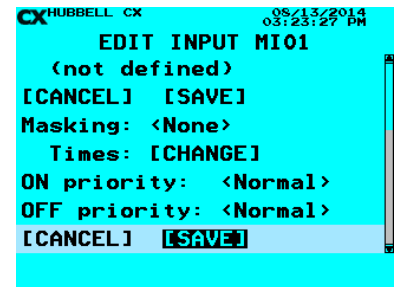 CX HUBBELL CX 08/13/2014
03:23:27 PM
EDIT INPUT MI01
(not defined)
[CANCEL] [SAVE]
Masking: <None>
Times: [CHANGE]
ON priority: <Normal>
OFF priority: <Normal>
[CANCEL] [SAVE]